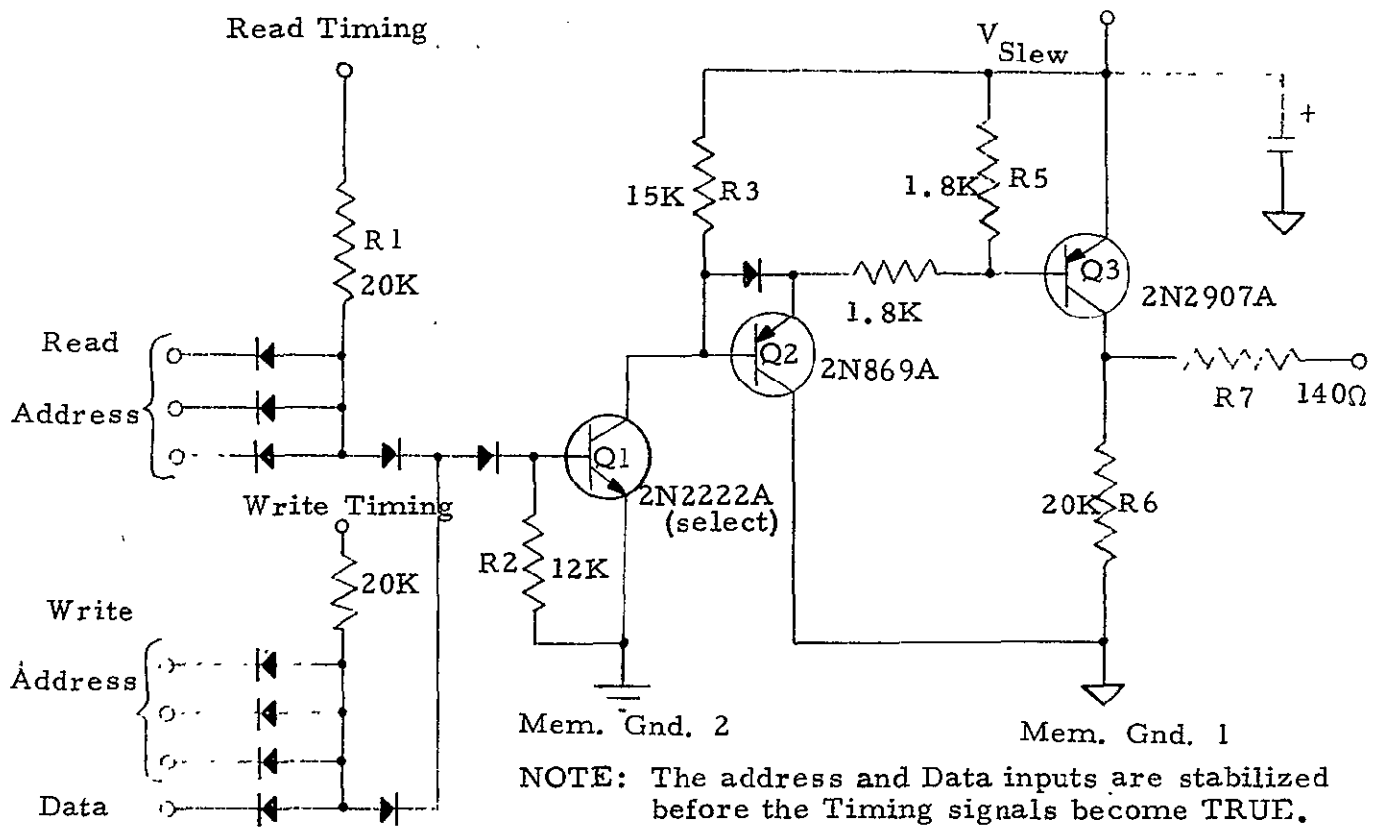 Read Timing
V
Slew
+
R1
20K
15K
R3
1.8K
R5
Q3
2N2907A
1.8K
Read
Address
Q2
2N869A
R7
140Ω
Q1
2N2222A
(select)
Write Timing
20K
R2
12K
20K
R6
Write
Address
Data
Mem. Gnd. 2
Mem. Gnd. 1
NOTE: The address and Data inputs are stabilized
before the Timing signals become TRUE.